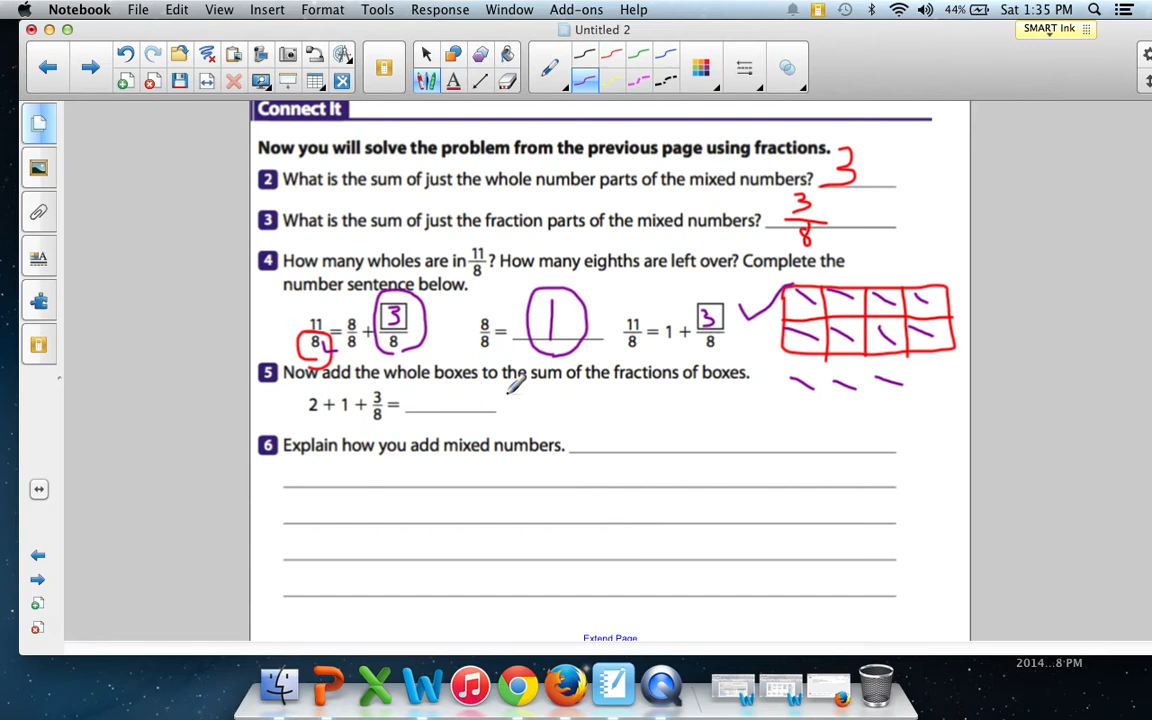 Notebook File Edit View Insert Format Tools Response Window Add-ons Help 44% Sat 1:35 PM
Untitled 2
SMART Ink
Connect It
Now you will solve the problem from the previous page using fractions.
2 What is the sum of just the whole number parts of the mixed numbers? 3
3 What is the sum of just the fraction parts of the mixed numbers? 3/8
4 How many wholes are in 11/8? How many eighths are left over? Complete the
number sentence below.
11/8 = 8/8 + 3/8 8/8 = 1 11/8 = 1 + 3/8
5 Now add the whole boxes to the sum of the fractions of boxes.
2 + 1 + 3/8 =
6 Explain how you add mixed numbers.
Extend Page
2014...8 PM